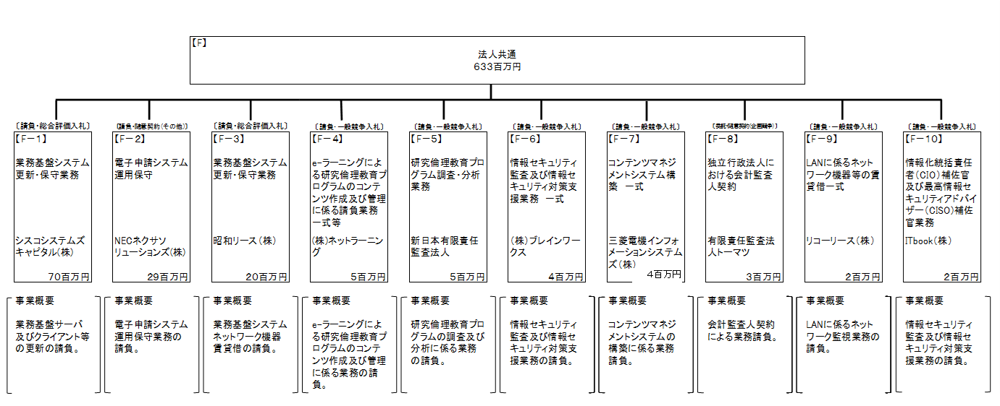 【F】
法人共通
633百万円
〔請負・総合評価入札〕
【F－1】
業務基盤システム
更新・保守業務
シスコシステムズ
キャピタル(株)
70百万円
事業概要
業務基盤サーバ
及びクライアント等
の更新の請負。
〔請負・随意契約(その他)〕
【F－2】
電子申請システム
運用保守
NECネクサソ
リューションズ(株)
29百万円
事業概要
電子申請システム
運用保守業務の
請負。
〔請負・総合評価入札〕
【F－3】
業務基盤システム
更新・保守業務
昭和リース(株)
20百万円
事業概要
業務基盤システム
ネットワーク機器
賃貸借の請負。
〔請負・一般競争入札〕
【F－4】
e-ラーニングによ
る研究倫理教育プ
ログラムのコンテ
ンツ作成及び管理
に係る請負業務
一式等
(株)ネットラーニン
グ
5百万円
事業概要
e-ラーニングによ
る研究倫理教育プ
ログラムのコンテ
ンツ作成及び管理
に係る業務の請
負。
〔請負・一般競争入札〕
【F－5】
研究倫理教育プロ
グラム調査・分析
業務
新日本有限責任
監査法人
5百万円
事業概要
研究倫理教育プロ
グラムの調査及び
分析に係る業務
の請負。
〔請負・一般競争入札〕
【F－6】
情報セキュリティ
監査及び情報セ
キュリティ対策支
援業務　一式
(株)ブレインワー
クス
4百万円
事業概要
情報セキュリティ
監査及び情報セ
キュリティ対策支
援業務の請負。
〔請負・一般競争入札〕
【F－7】
コンテンツマネジ
メントシステム構
築　一式
三菱電機インフォ
メーションシステム
ズ(株)
4百万円
事業概要
コンテンツマネジ
メントシステムの
構築に係る業務
請負。
〔委託・随意契約(企画競争)〕
【F－8】
独立行政法人に
おける会計監査
人契約
有限責任監査法
人トーマツ
3百万円
事業概要
会計監査人契約
による業務請負。
〔請負・一般競争入札〕
【F－9】
LANに係るネット
ワーク機器等の賃
貸借一式
リコーリース(株)
2百万円
事業概要
LANに係るネット
ワーク監視業務の
請負。
〔請負・一般競争入札〕
【F－10】
情報化統括責任
者(CIO)補佐官
及び最高情報セ
キュリティアドバイ
ザー(CISO)補佐
官業務
ITbook(株)
2百万円
事業概要
情報セキュリティ
監査及び情報セ
キュリティ対策支
援業務の請負。